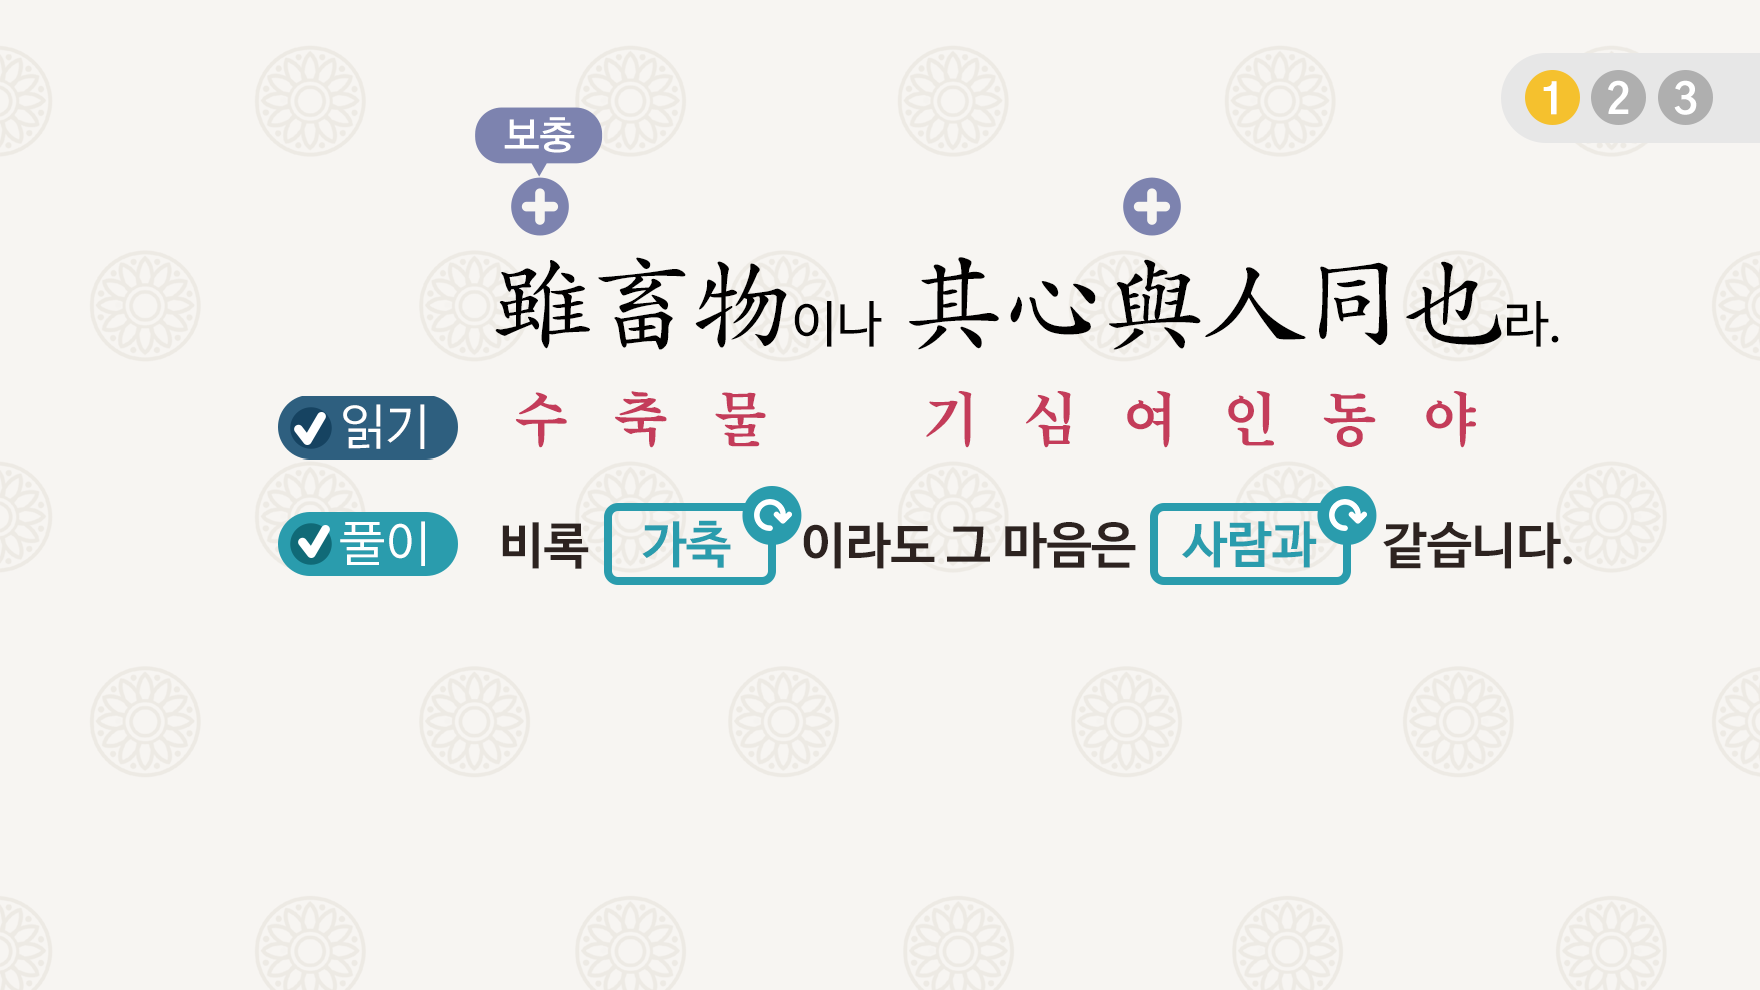 1 2 3
보충
雖畜物이나 其心與人同也라.
읽기 수 축 물 기 심 여 인 동 야
풀이 비록 가축 이라도 그 마음은 사람과 같습니다.